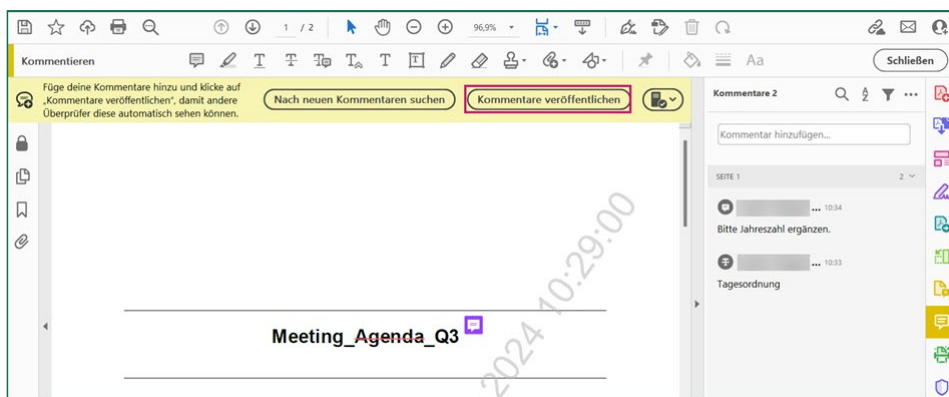 1 / 2
96,9%
Kommentieren
Aa
Schließen
Füge deine Kommentare hinzu und klicke auf
„Kommentare veröffentlichen", damit andere
Überprüfer diese automatisch sehen können.
Nach neuen Kommentaren suchen
Kommentare veröffentlichen
Kommentare 2
Kommentar hinzufügen...
SEITE 1
2
... 10:34
Bitte Jahreszahl ergänzen.
... 10:33
Tagesordnung
2024 10:29:00
Meeting_Agenda_Q3